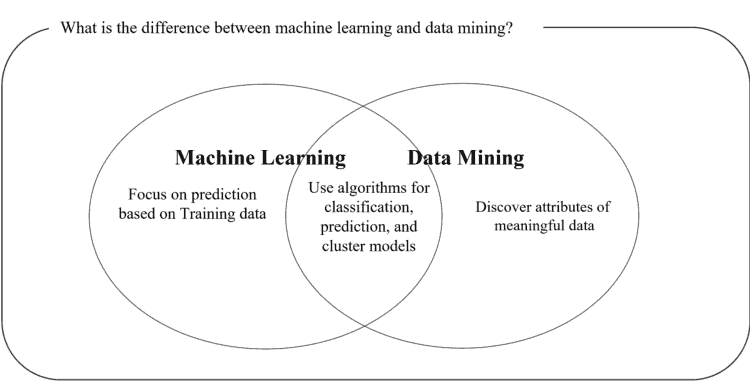 What is the difference between machine learning and data mining?
Machine Learning
Focus on prediction
based on Training data
Use algorithms for
classification,
prediction, and
cluster models
Data Mining
Discover attributes of
meaningful data